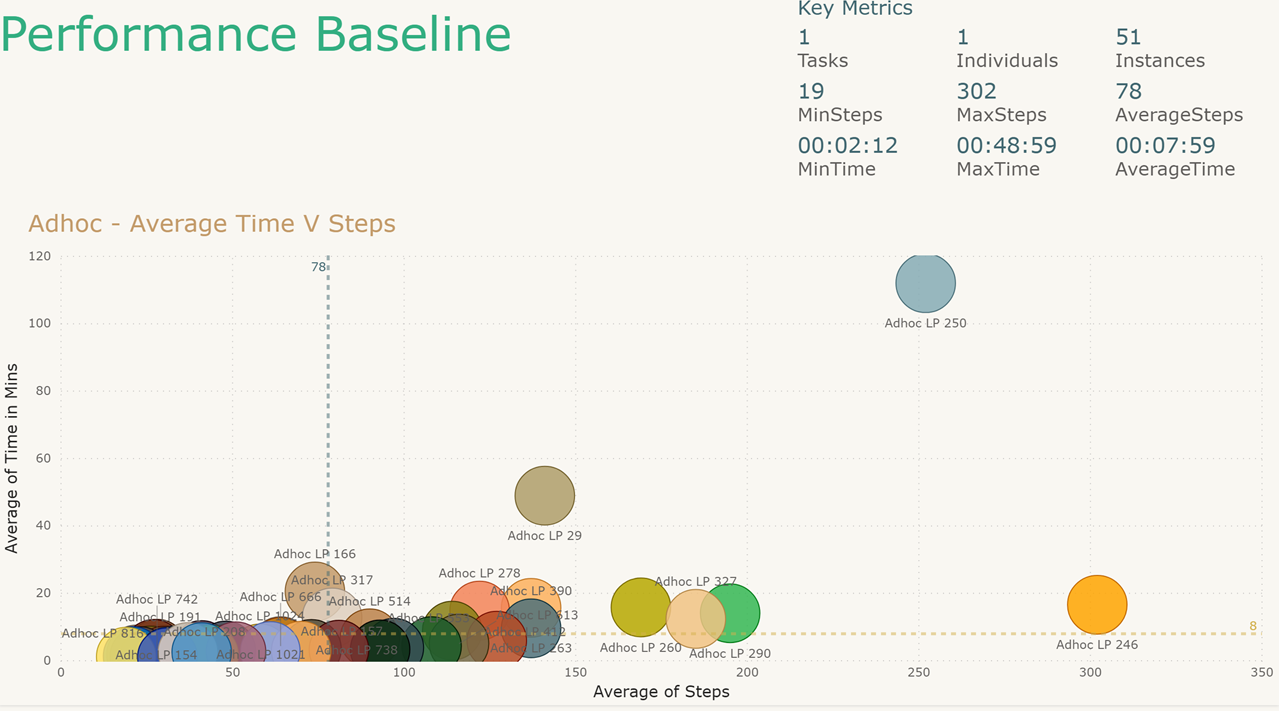 Performance Baseline
Key Metrics
1 1 51
Tasks Individuals Instances
19 302 78
MinSteps MaxSteps AverageSteps
00:02:12 00:48:59 00:07:59
MinTime MaxTime AverageTime
Adhoc - Average Time V Steps
120
78
Adhoc LP 250
100
80
60
Adhoc LP 29
40
Adhoc LP 166
Adhoc LP 278
Adhoc LP 317
Adhoc LP 327
Adhoc LP 390
20
Adhoc LP 666
Adhoc LP 742
Adhoc LP 514
Adhoc LP 191
Adhoc LP 1024
Adhoc LP
8
Adhoc LP 816
Adhoc LP
Adhoc LP
Adhoc LP 246
Adhoc LP 263
Adhoc LP 260
Adhoc LP 738
Adhoc LP 290
Adhoc LP 154
Adhoc LP 1021
0
0 50 100 150 200 250 300 350
Average of Steps
Average of Time in Mins